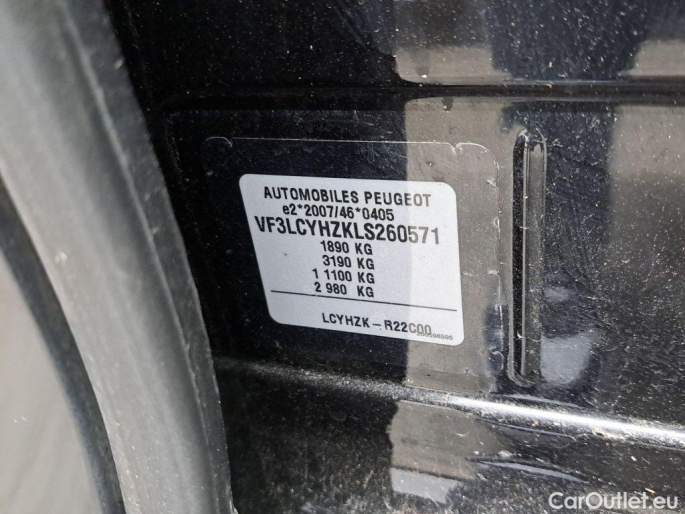 AUTOMOBILES PEUGEOT
e2*2007/46*0405
VF3LCYHZKLS260571
1890 KG
3190 KG
1 1100 KG
2 980 KG
LCYHZK – R22C00
CarOutlet.eu